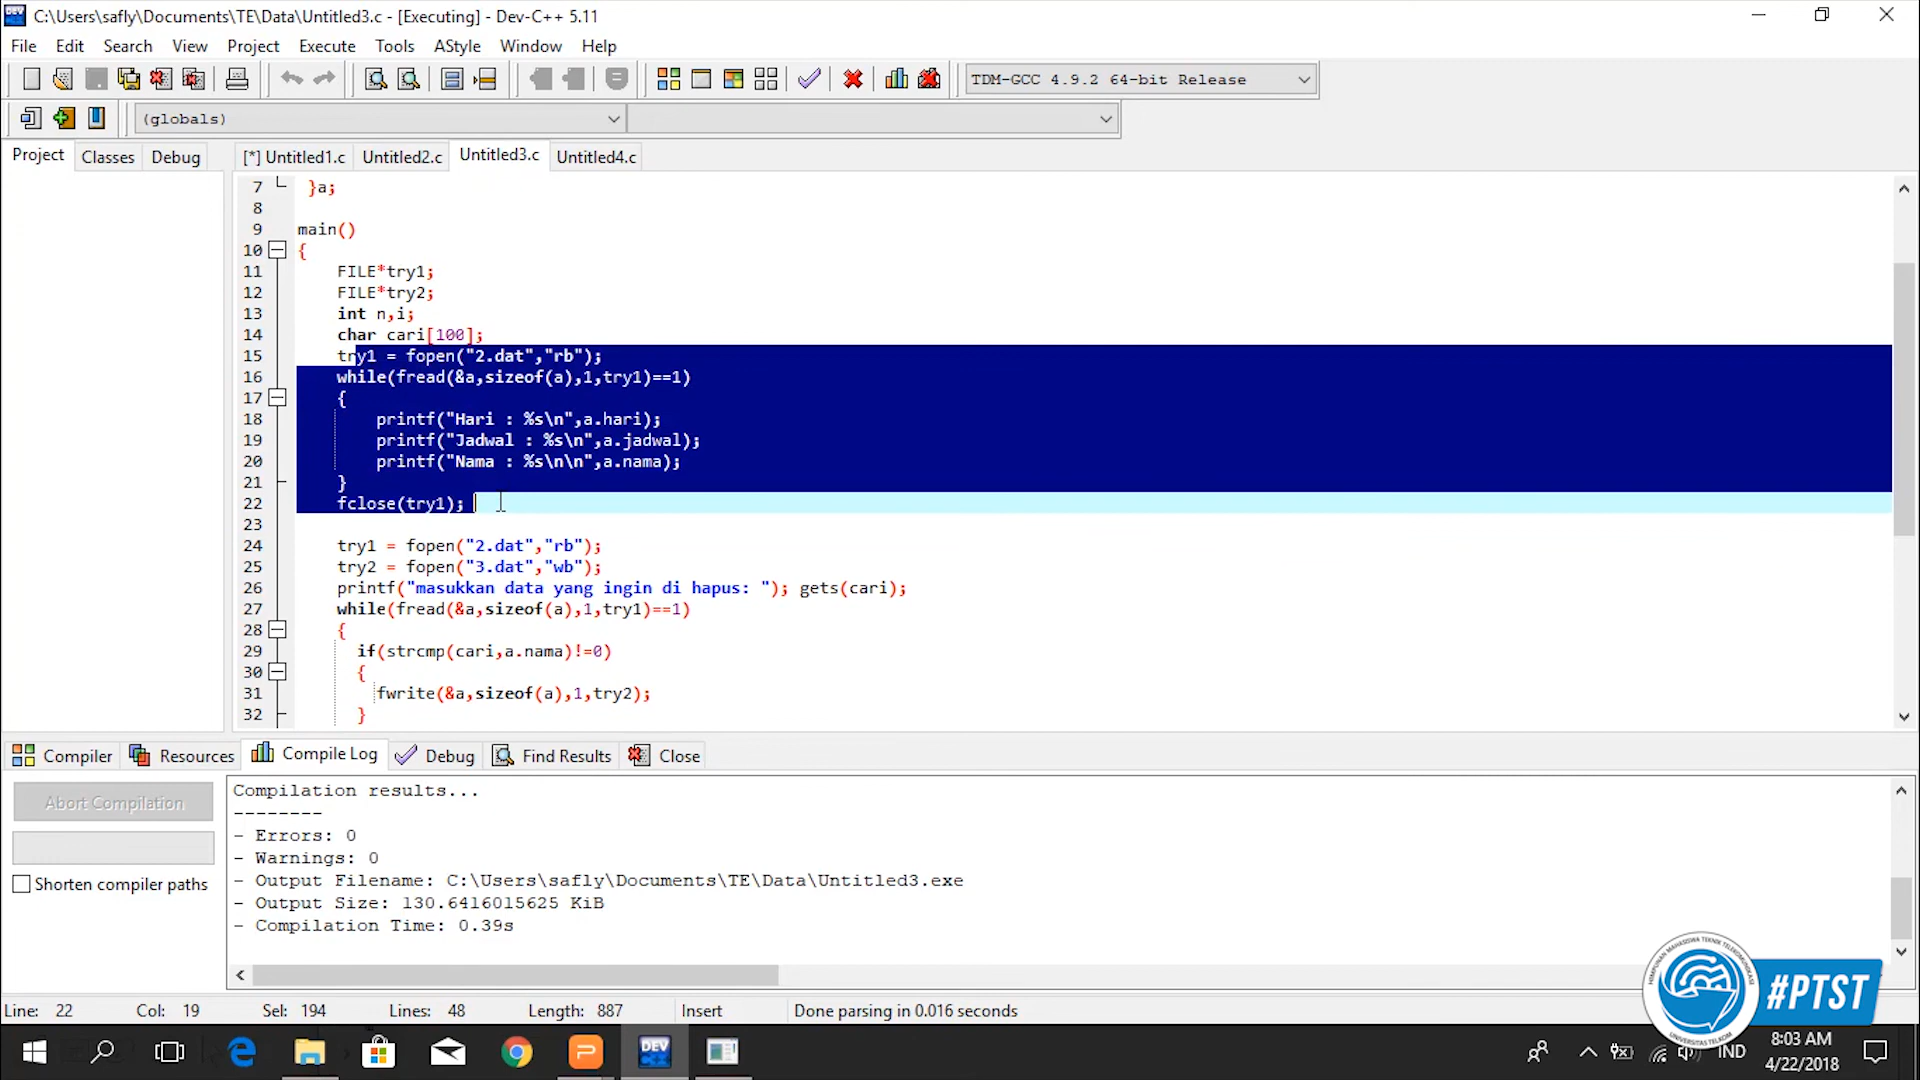 C:\Users\safly\Documents\TE\Data\Untitled3.c - [Executing] - Dev-C++ 5.11
File Edit Search View Project Execute Tools AStyle Window Help
TDM-GCC 4.9.2 64-bit Release
(globals)
Project Classes Debug [*] Untitled1.c Untitled2.c Untitled3.c Untitled4.c
7 }a;
8
9 main()
10 {
11 FILE*try1;
12 FILE*try2;
13 int n,i;
14 char cari[100];
15 try1 = fopen("2.dat","rb");
16 while(fread(&a,sizeof(a),1,try1)==1)
17 {
18 printf("Hari : %s\n",a.hari);
19 printf("Jadwal : %s\n",a.jadwal);
20 printf("Nama : %s\n\n",a.nama);
21 }
22 fclose(try1);
23
24 try1 = fopen("2.dat","rb");
25 try2 = fopen("3.dat","wb");
26 printf("masukkan data yang ingin di hapus: "); gets(cari);
27 while(fread(&a,sizeof(a),1,try1)==1)
28 {
29 if(strcmp(cari,a.nama)!=0)
30 {
31 fwrite(&a,sizeof(a),1,try2);
32 }
Compiler Resources Compile Log Debug Find Results Close
Abort Compilation
Shorten compiler paths
Compilation results...
--------
- Errors: 0
- Warnings: 0
- Output Filename: C:\Users\safly\Documents\TE\Data\Untitled3.exe
- Output Size: 130.6416015625 KiB
- Compilation Time: 0.39s
HIMPUNAN MAHASISWA TEKNIK TELEKOMUNIKASI
UNIVERSITAS TELKOM
#PTST
Line: 22 Col: 19 Sel: 194 Lines: 48 Length: 887 Insert Done parsing in 0.016 seconds
DEV
IND
8:03 AM
4/22/2018